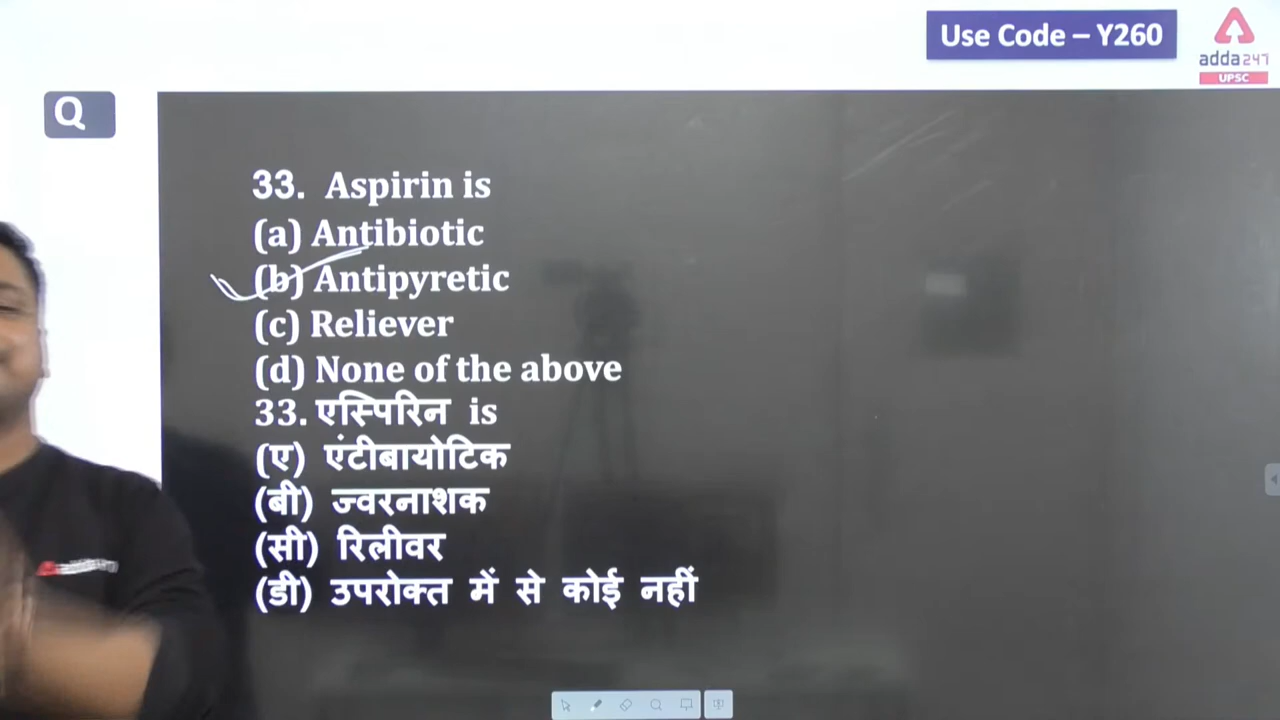 Use Code – Y260
adda247
UPSC
Q
33. Aspirin is
(a) Antibiotic
(b) Antipyretic
(c) Reliever
(d) None of the above
33. एस्पिरिन is
(ए) एंटीबायोटिक
(बी) ज्वरनाशक
(सी) रिलीवर
(डी) उपरोक्त में से कोई नहीं